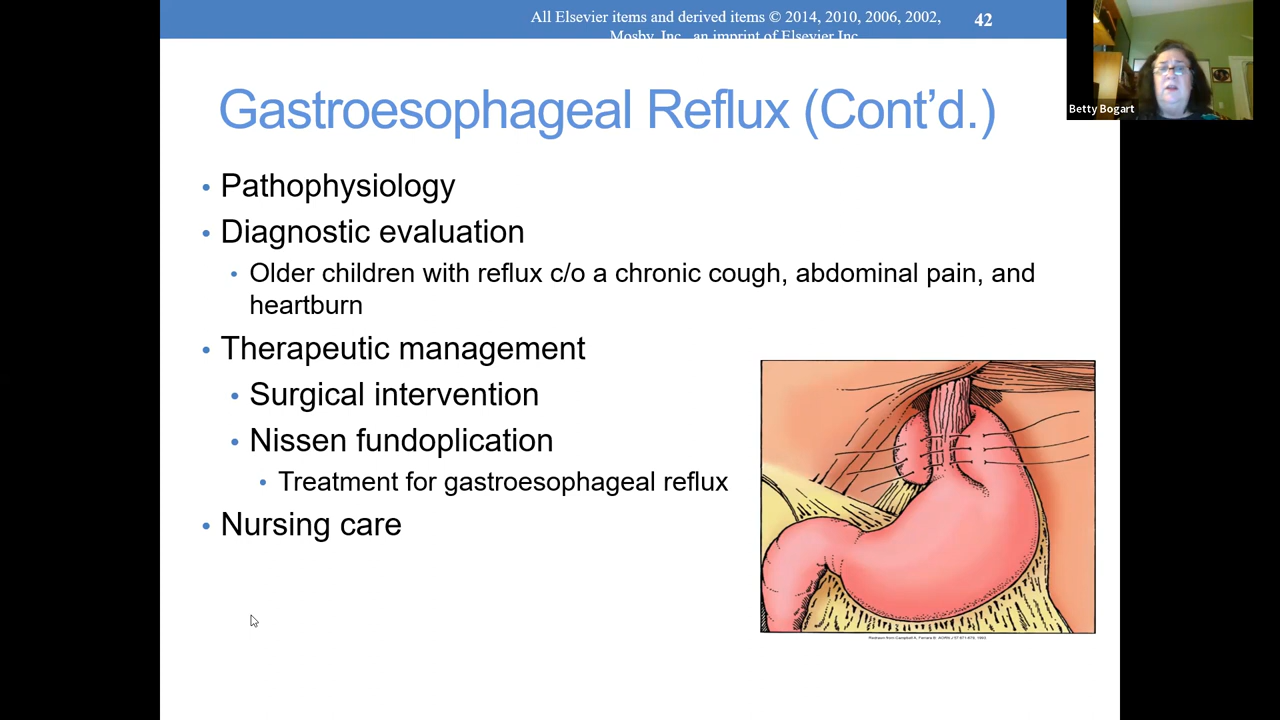 All Elsevier items and derived items © 2014, 2010, 2006, 2002,
42
Mosby, Inc., an imprint of Elsevier Inc.
Betty Bogart
Gastroesophageal Reflux (Cont’d.)
• Pathophysiology
• Diagnostic evaluation
• Older children with reflux c/o a chronic cough, abdominal pain, and
heartburn
• Therapeutic management
• Surgical intervention
• Nissen fundoplication
• Treatment for gastroesophageal reflux
• Nursing care